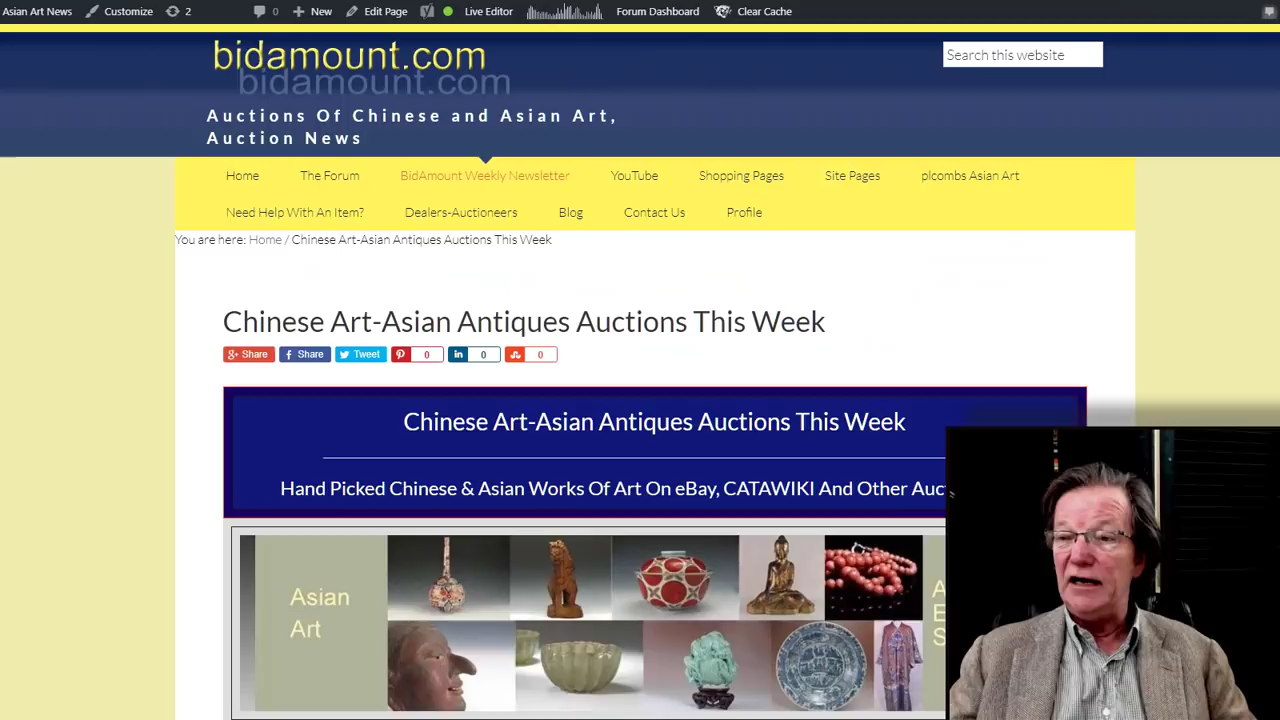 Asian Art News Customize 2 0 New Edit Page Live Editor Forum Dashboard Clear Cache
bidamount.com
bidamount.com
Search this website
Auctions Of Chinese and Asian Art,
Auction News
Home The Forum BidAmount Weekly Newsletter YouTube Shopping Pages Site Pages plcombs Asian Art
Need Help With An Item? Dealers-Auctioneers Blog Contact Us Profile
You are here: Home / Chinese Art-Asian Antiques Auctions This Week
Chinese Art-Asian Antiques Auctions This Week
Share Share Tweet 0 0 0
Chinese Art-Asian Antiques Auctions This Week
Hand Picked Chinese & Asian Works Of Art On eBay, CATAWIKI And Other
Asian
Art